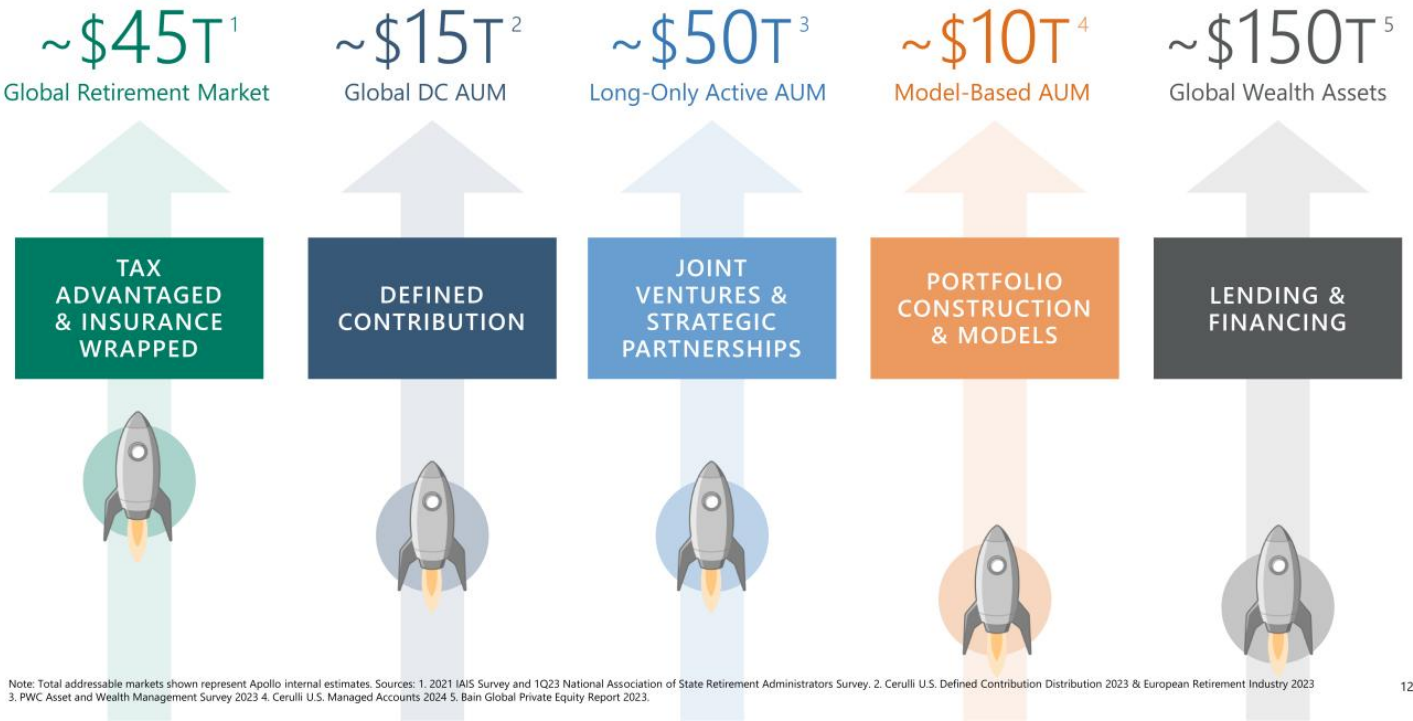 ~$45T 1
Global Retirement Market
~$15T 2
Global DC AUM
~$50T 3
Long-Only Active AUM
~$10T 4
Model-Based AUM
~$150T 5
Global Wealth Assets
TAX
ADVANTAGED
& INSURANCE
WRAPPED
DEFINED
CONTRIBUTION
JOINT
VENTURES &
STRATEGIC
PARTNERSHIPS
PORTFOLIO
CONSTRUCTION
& MODELS
LENDING &
FINANCING
Note: Total addressable markets shown represent Apollo internal estimates. Sources: 1. 2021 IAIS Survey and 1Q23 National Association of State Retirement Administrators Survey. 2. Cerulli U.S. Defined Contribution Distribution 2023 & European Retirement Industry 2023
3. PWC Asset and Wealth Management Survey 2023 4. Cerulli U.S. Managed Accounts 2024 5. Bain Global Private Equity Report 2023.
12